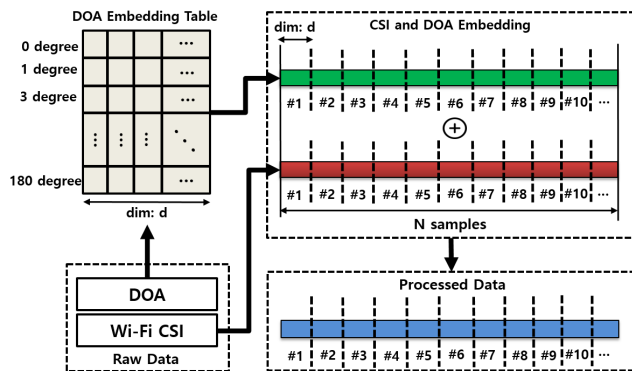 DOA Embedding Table
0 degree
1 degree
3 degree
180 degree
dim: d
DOA
Wi-Fi CSI
Raw Data
CSI and DOA Embedding
dim: d
#1 #2 #3 #4 #5 #6 #7 #8 #9 #10 ...
#1 #2 #3 #4 #5 #6 #7 #8 #9 #10 ...
N samples
Processed Data
#1 #2 #3 #4 #5 #6 #7 #8 #9 #10 ...